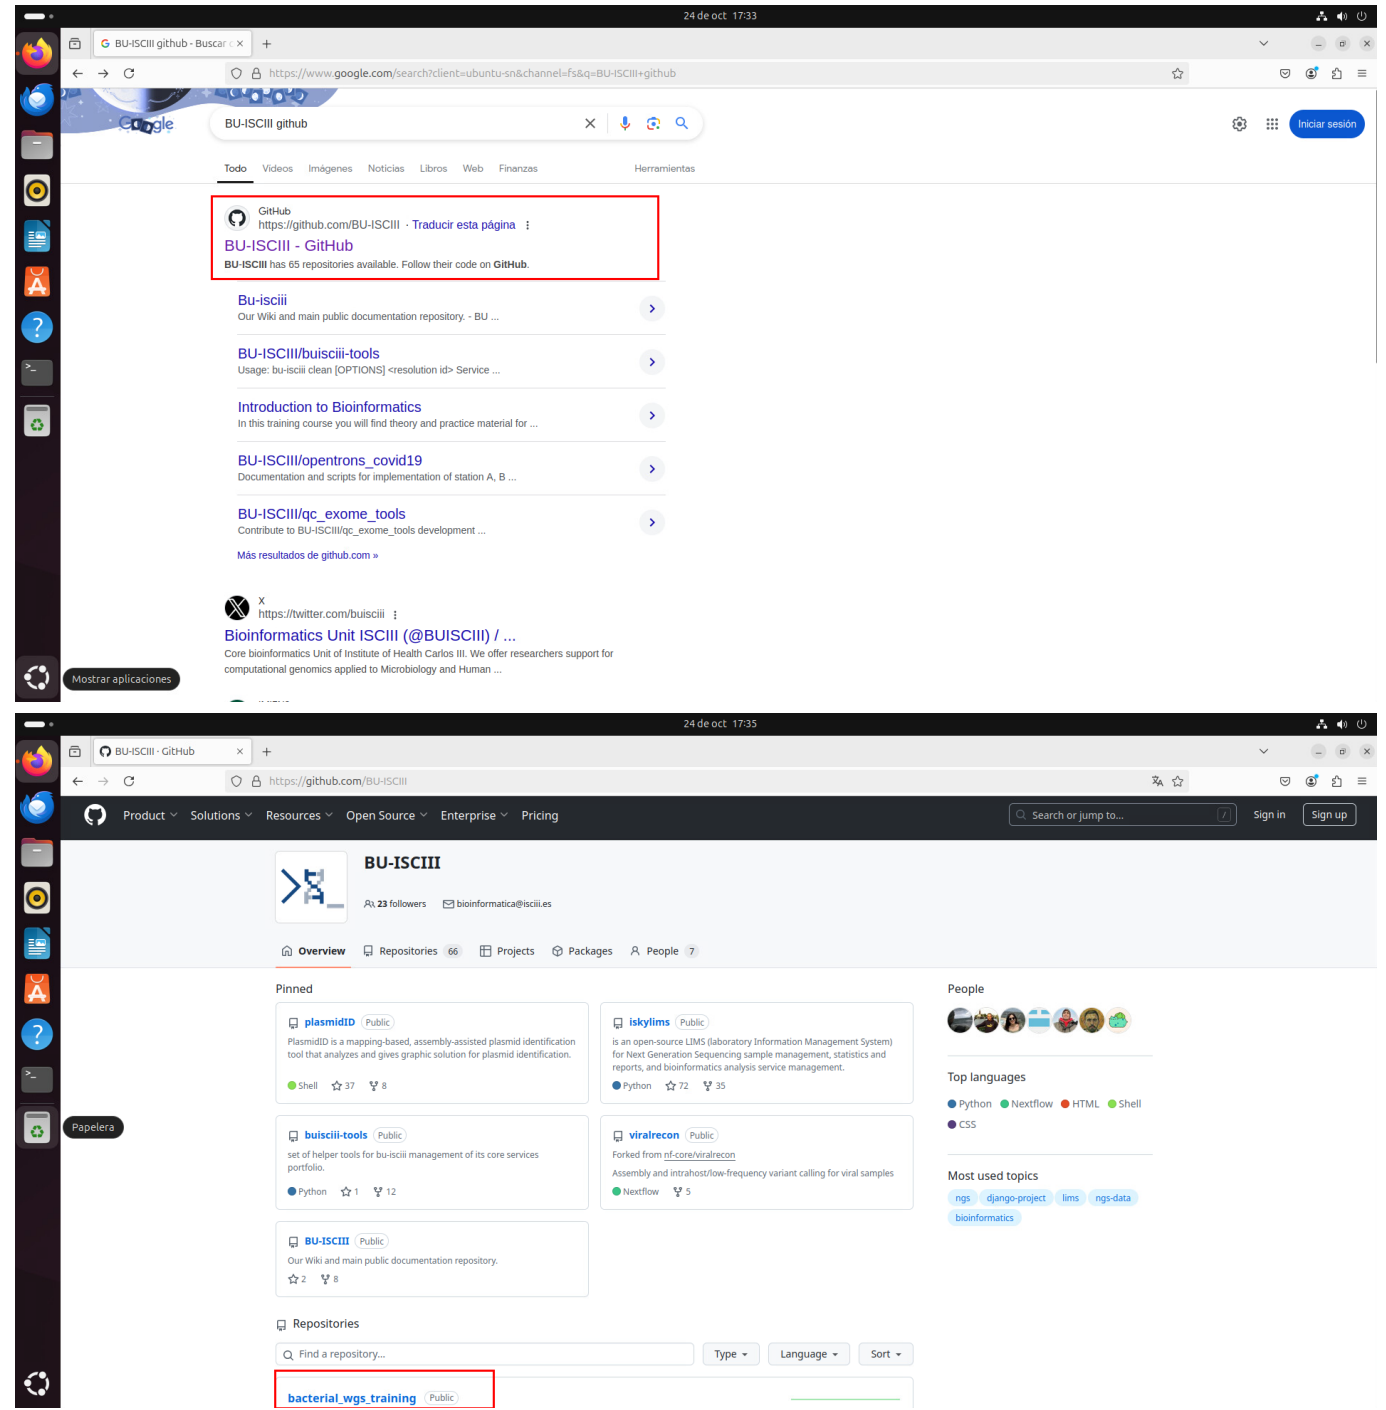 24 de oct 17:33
BU-ISCIII github - Buscar c
https://www.google.com/search?client=ubuntu-sn&channel=fs&q=BU-ISCIII+github
Google
BU-ISCIII github
Iniciar sesión
Todo Vídeos Imágenes Noticias Libros Web Finanzas Herramientas
GitHub
https://github.com/BU-ISCIII · Traducir esta página
BU-ISCIII - GitHub
BU-ISCIII has 65 repositories available. Follow their code on GitHub.
Bu-isciii
Our Wiki and main public documentation repository. - BU ...
BU-ISCIII/buisciii-tools
Usage: bu-isciii clean [OPTIONS] <resolution id> Service ...
Introduction to Bioinformatics
In this training course you will find theory and practice material for ...
BU-ISCIII/opentrons_covid19
Documentation and scripts for implementation of station A, B ...
BU-ISCIII/qc_exome_tools
Contribute to BU-ISCIII/qc_exome_tools development ...
Más resultados de github.com »
X
https://twitter.com/buisciii
Bioinformatics Unit ISCIII (@BUISCIII) / ...
Core bioinformatics Unit of Institute of Health Carlos III. We offer researchers support for
computational genomics applied to Microbiology and Human ...
Mostrar aplicaciones
24 de oct 17:35
BU-ISCIII · GitHub
https://github.com/BU-ISCIII
Product Solutions Resources Open Source Enterprise Pricing
Search or jump to... / Sign in Sign up
BU-ISCIII
23 followers bioinformatica@isciii.es
Overview Repositories 66 Projects Packages People 7
Pinned
plasmidID Public
PlasmidID is a mapping-based, assembly-assisted plasmid identification
tool that analyzes and gives graphic solution for plasmid identification.
Shell 37 8
iskylims Public
is an open-source LIMS (laboratory Information Management System)
for Next Generation Sequencing sample management, statistics and
reports, and bioinformatics analysis service management.
Python 72 35
buisciii-tools Public
set of helper tools for bu-isciii management of its core services
portfolio.
Python 1 12
viralrecon Public
Forked from nf-core/viralrecon
Assembly and intrahost/low-frequency variant calling for viral samples
Nextflow 5
BU-ISCIII Public
Our Wiki and main public documentation repository.
2 8
People
Top languages
Python Nextflow HTML Shell
CSS
Most used topics
ngs django-project lims ngs-data
bioinformatics
Papelera
Repositories
Find a repository... Type Language Sort
bacterial_wgs_training Public